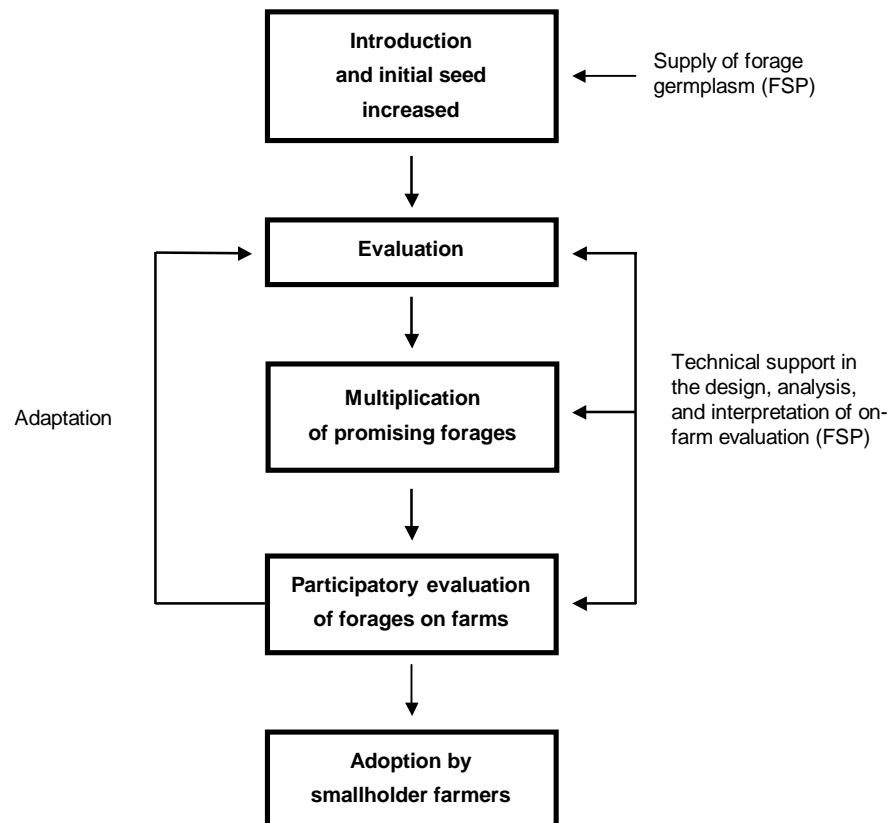 Introduction
and initial seed
increased
Supply of forage
germplasm (FSP)
Evaluation
Multiplication
of promising forages
Adaptation
Technical support in
the design, analysis,
and interpretation of on-
farm evaluation (FSP)
Participatory evaluation
of forages on farms
Adoption by
smallholder farmers